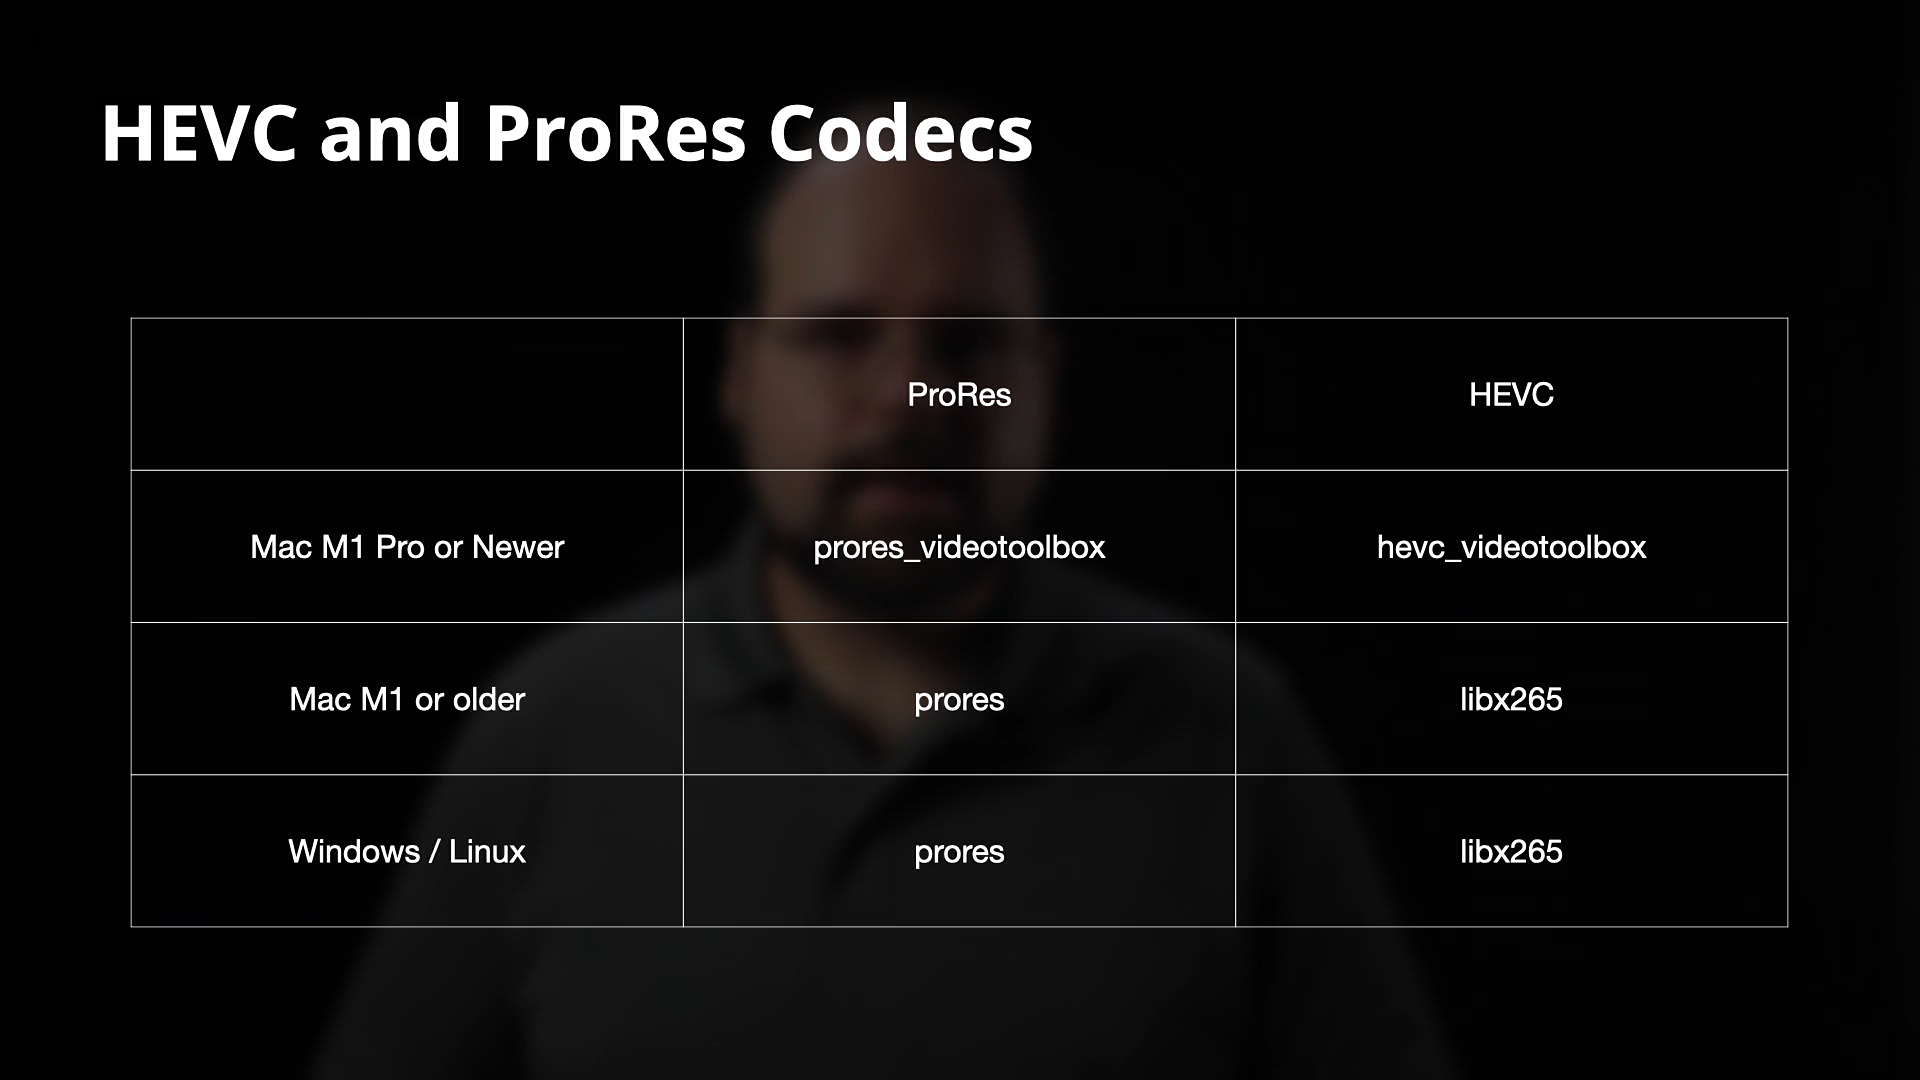 HEVC and ProRes Codecs
ProRes HEVC
Mac M1 Pro or Newer prores_videotoolbox hevc_videotoolbox
Mac M1 or older prores libx265
Windows / Linux prores libx265